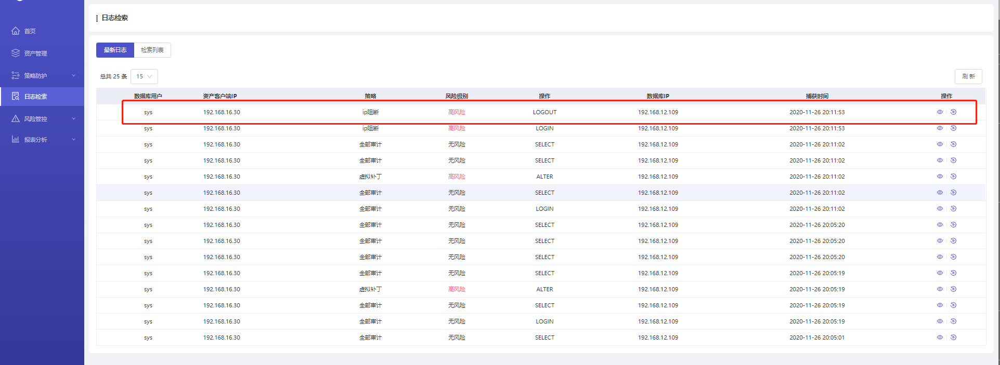 首页
资产管理
策略防护
日志检索
风险管控
报表分析
日志检索
最新日志 检索列表
总共 25 条 15 刷 新
数据库用户 资产客户端IP 策略 风险级别 操作 数据库IP 捕获时间 操作
sys 192.168.16.30 ip阻断 高风险 LOGOUT 192.168.12.109 2020-11-26 20:11:53
sys 192.168.16.30 ip阻断 高风险 LOGIN 192.168.12.109 2020-11-26 20:11:53
sys 192.168.16.30 全部审计 无风险 SELECT 192.168.12.109 2020-11-26 20:11:02
sys 192.168.16.30 全部审计 无风险 SELECT 192.168.12.109 2020-11-26 20:11:02
sys 192.168.16.30 虚拟补丁 高风险 ALTER 192.168.12.109 2020-11-26 20:11:02
sys 192.168.16.30 全部审计 无风险 SELECT 192.168.12.109 2020-11-26 20:11:02
sys 192.168.16.30 全部审计 无风险 LOGIN 192.168.12.109 2020-11-26 20:11:02
sys 192.168.16.30 全部审计 无风险 SELECT 192.168.12.109 2020-11-26 20:05:20
sys 192.168.16.30 全部审计 无风险 SELECT 192.168.12.109 2020-11-26 20:05:20
sys 192.168.16.30 全部审计 无风险 SELECT 192.168.12.109 2020-11-26 20:05:20
sys 192.168.16.30 全部审计 无风险 SELECT 192.168.12.109 2020-11-26 20:05:19
sys 192.168.16.30 虚拟补丁 高风险 ALTER 192.168.12.109 2020-11-26 20:05:19
sys 192.168.16.30 全部审计 无风险 SELECT 192.168.12.109 2020-11-26 20:05:19
sys 192.168.16.30 全部审计 无风险 LOGIN 192.168.12.109 2020-11-26 20:05:19
sys 192.168.16.30 全部审计 无风险 SELECT 192.168.12.109 2020-11-26 20:05:01